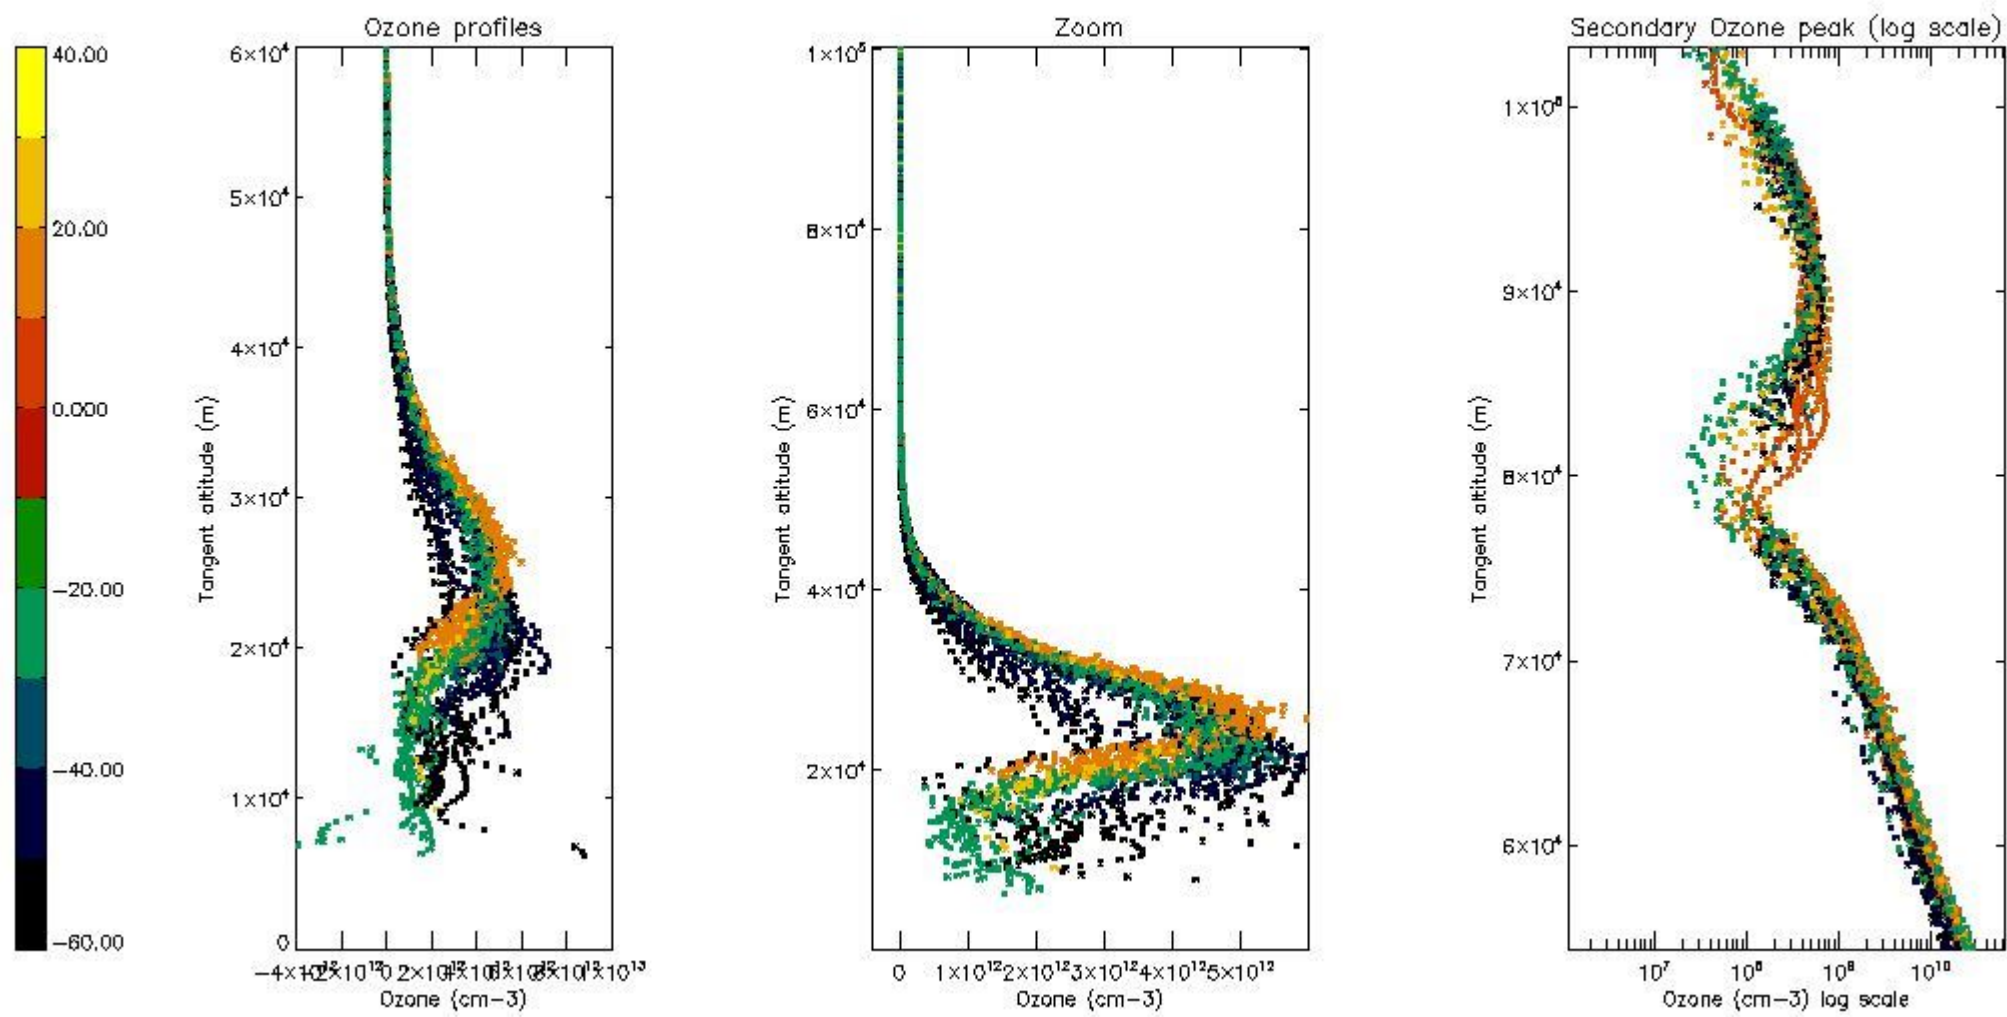 Ozone profiles
Zoom
Secondary Ozone peak (log scale)
40.00
20.00
0.000
−20.00
−40.00
−60.00
6×10⁴
5×10⁴
4×10⁴
3×10⁴
2×10⁴
1×10⁴
0
Tangent altitude (m)
Ozone (cm−3)
1×10⁵
8×10⁴
6×10⁴
4×10⁴
2×10⁴
Tangent altitude (m)
0 1×10¹² 2×10¹² 3×10¹² 4×10¹² 5×10¹²
Ozone (cm−3)
9×10⁴
8×10⁴
7×10⁴
6×10⁴
Tangent altitude (m)
10⁷ 10⁸ 10⁹ 10¹⁰
Ozone (cm−3) log scale